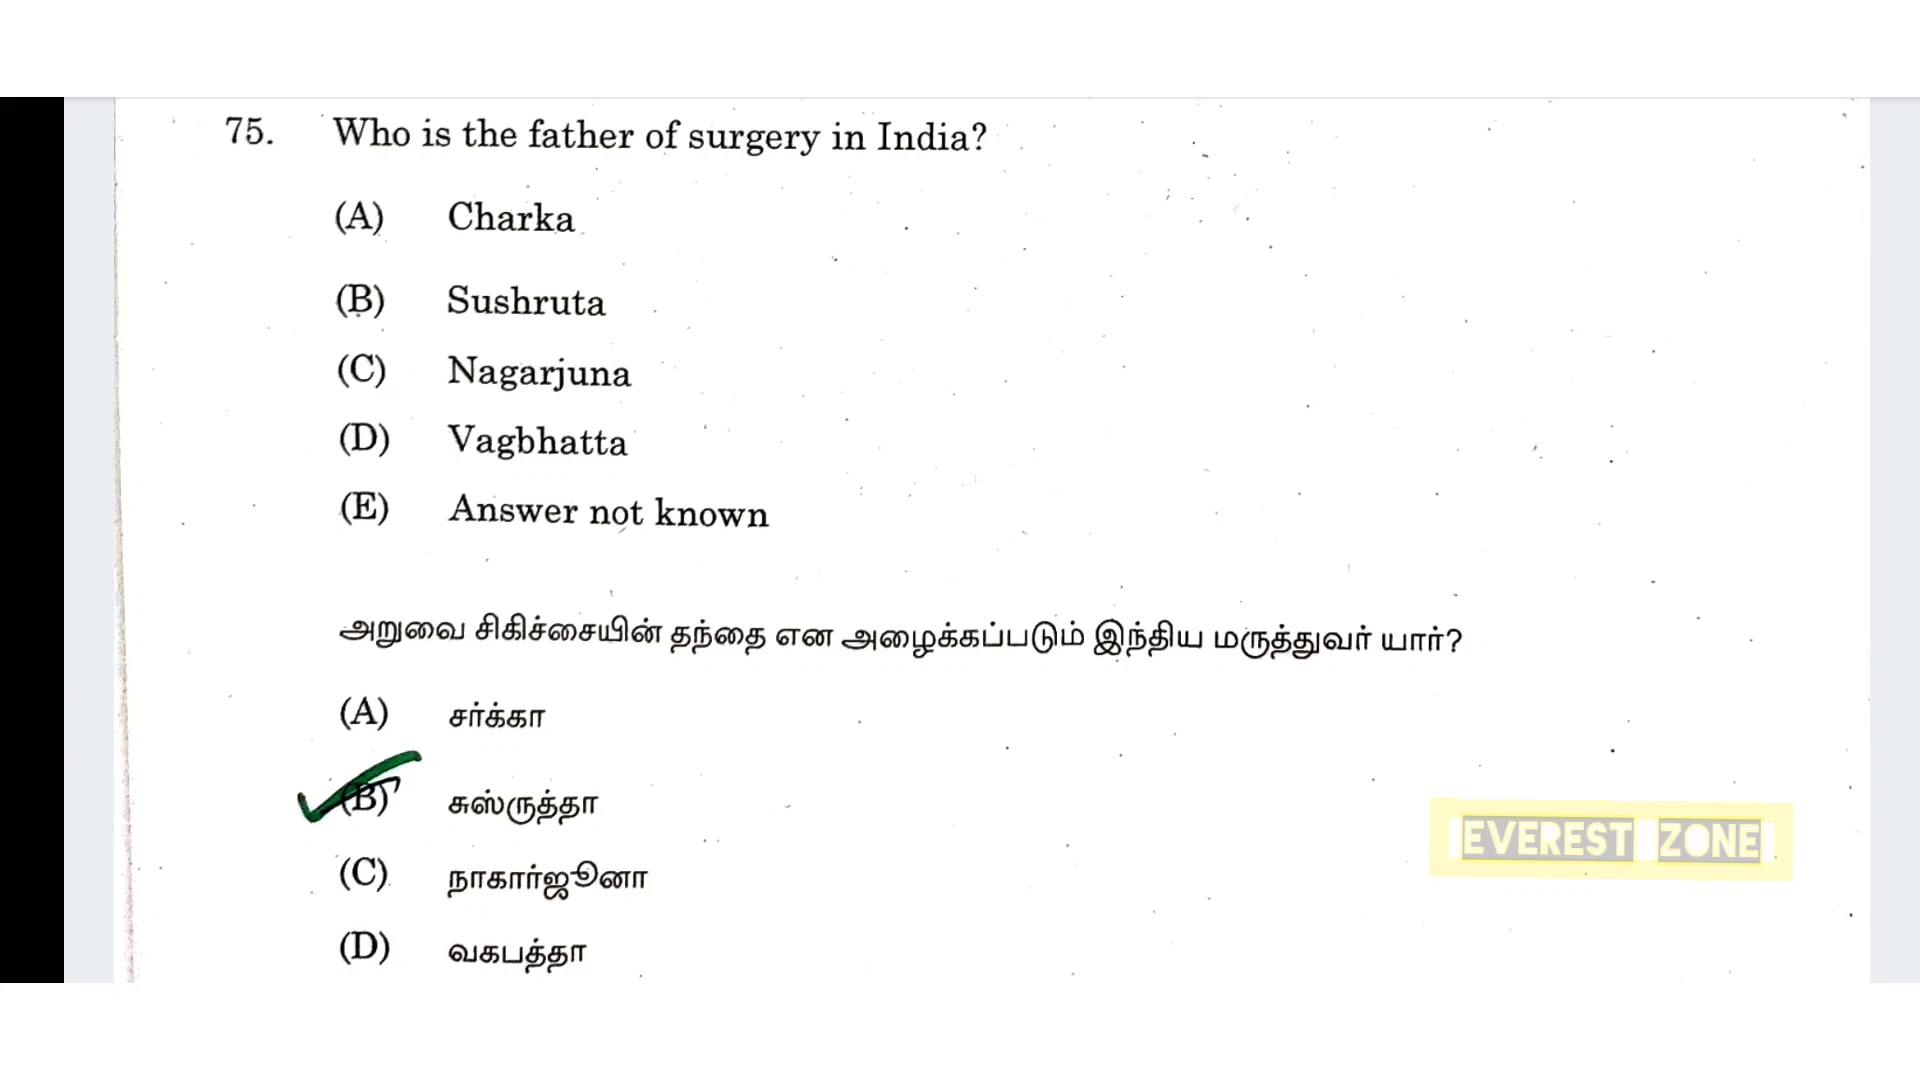 75. Who is the father of surgery in India?
(A) Charka
(B) Sushruta
(C) Nagarjuna
(D) Vagbhatta
(E) Answer not known
அறுவை சிகிச்சையின் தந்தை என அழைக்கப்படும் இந்திய மருத்துவர் யார்?
(A) சர்க்கா
(B) சுஸ்ருத்தா
(C) நாகார்ஜூனா
(D) வகபத்தா
EVEREST ZONE